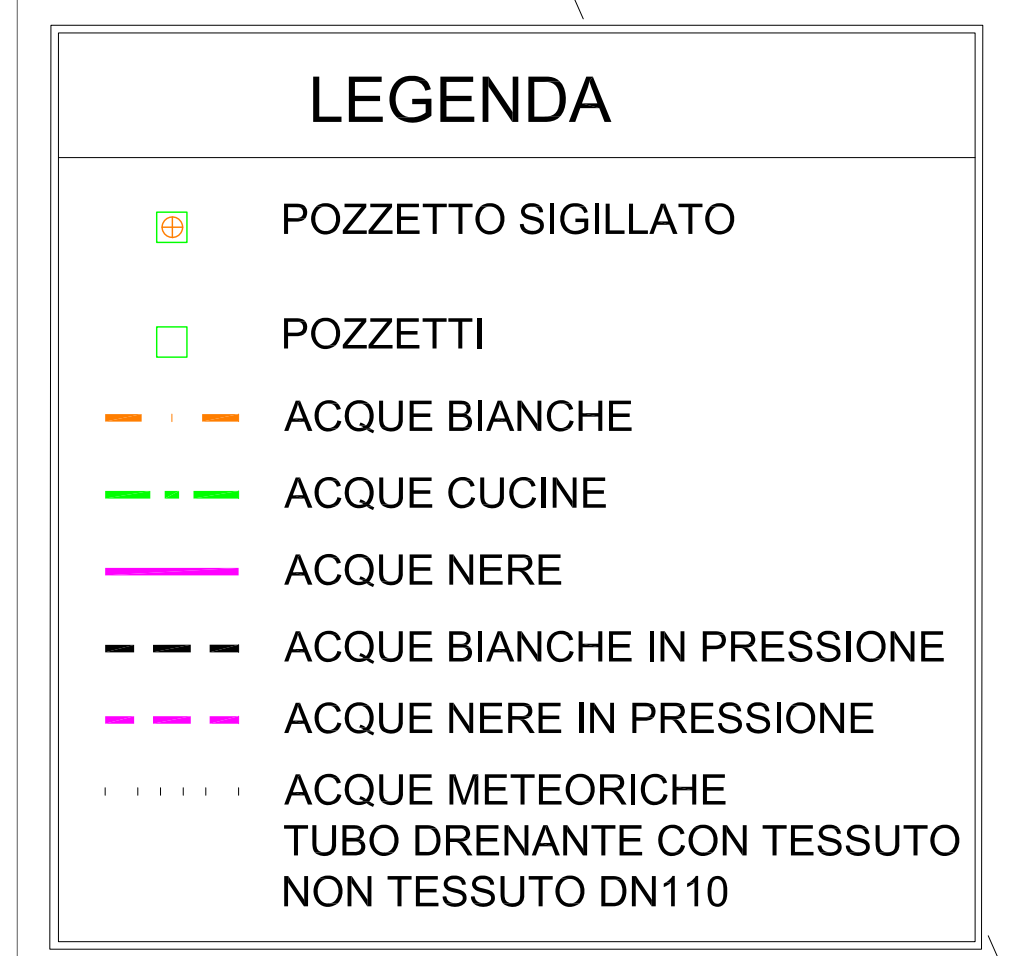 LEGENDA
POZZETTO SIGILLATO
POZZETTI
ACQUE BIANCHE
ACQUE CUCINE
ACQUE NERE
ACQUE BIANCHE IN PRESSIONE
ACQUE NERE IN PRESSIONE
ACQUE METEORICHE
TUBO DRENANTE CON TESSUTO
NON TESSUTO DN110